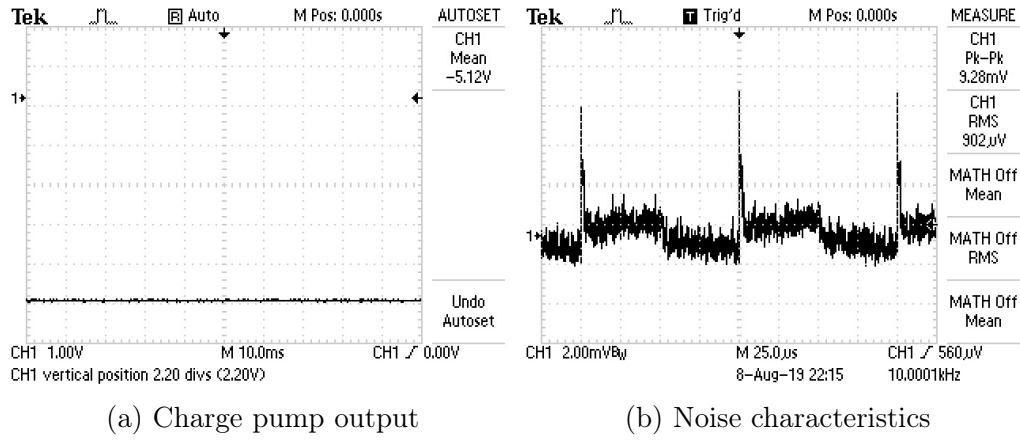 Tek R Auto M Pos: 0.000s AUTOSET
CH1
Mean
-5.12V
1
Undo
Autoset
CH1 1.00V M 10.0ms CH1 0.00V
CH1 vertical position 2.20 divs (2.20V)
(a) Charge pump output
Tek T Trig'd M Pos: 0.000s MEASURE
CH1
Pk-Pk
9.28mV
CH1
RMS
902µV
MATH Off
Mean
MATH Off
RMS
MATH Off
Mean
1
CH1 2.00mVBW M 25.0µs CH1 560µV
8-Aug-19 22:15 10.0001kHz
(b) Noise characteristics